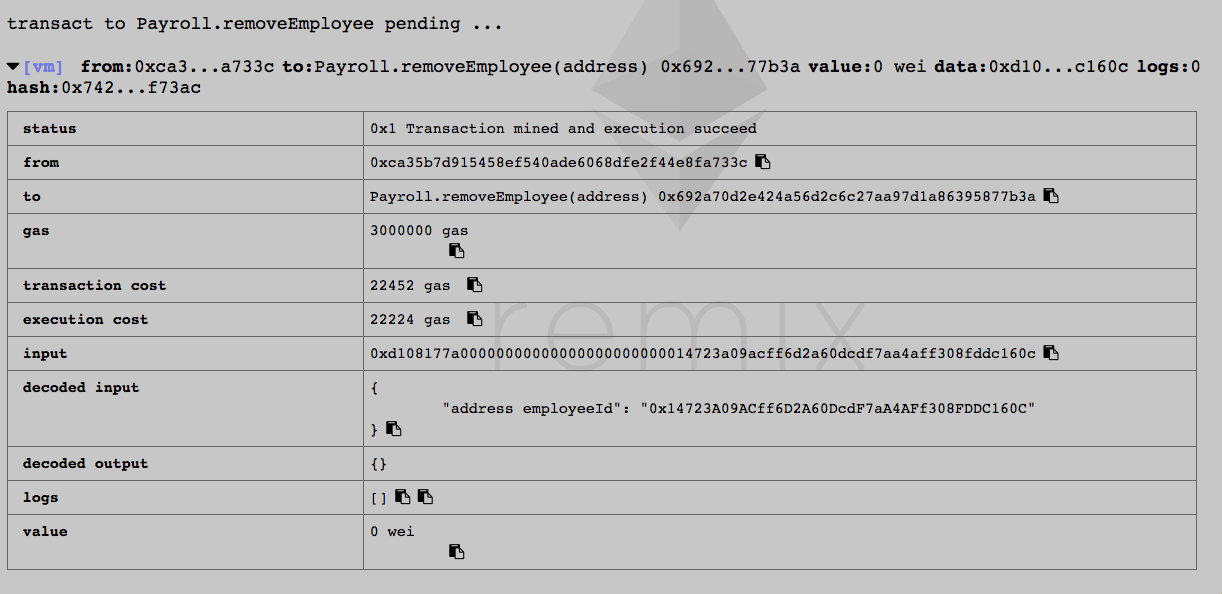 transact to Payroll.removeEmployee pending ...
[vm] from:0xca3...a733c to:Payroll.removeEmployee(address) 0x692...77b3a value:0 wei data:0xd10...c160c logs:0
hash:0x742...f73ac
status 0x1 Transaction mined and execution succeed
from 0xca35b7d915458ef540ade6068dfe2f44e8fa733c
to Payroll.removeEmployee(address) 0x692a70d2e424a56d2c6c27aa97d1a86395877b3a
gas 3000000 gas
transaction cost 22452 gas
execution cost 22224 gas
input 0xd108177a00000000000000000000000014723a09acff6d2a60dcdf7aa4aff308fddc160c
decoded input {
"address employeeId": "0x14723A09ACff6D2A60DcdF7aA4AFf308FDDC160C"
}
decoded output {}
logs []
value 0 wei
remix